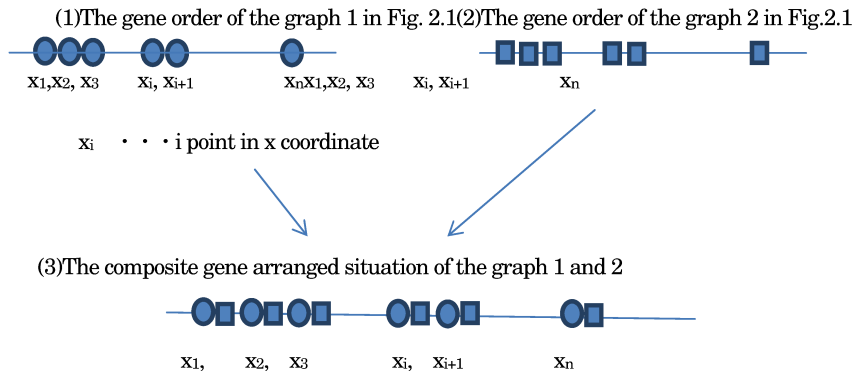 (1)The gene order of the graph 1 in Fig. 2.1(2)The gene order of the graph 2 in Fig.2.1
x1,x2, x3 xi, xi+1 xnx1,x2, x3 xi, xi+1 xn
xi ・・・i point in x coordinate
(3)The composite gene arranged situation of the graph 1 and 2
x1, x2, x3 xi, xi+1 xn